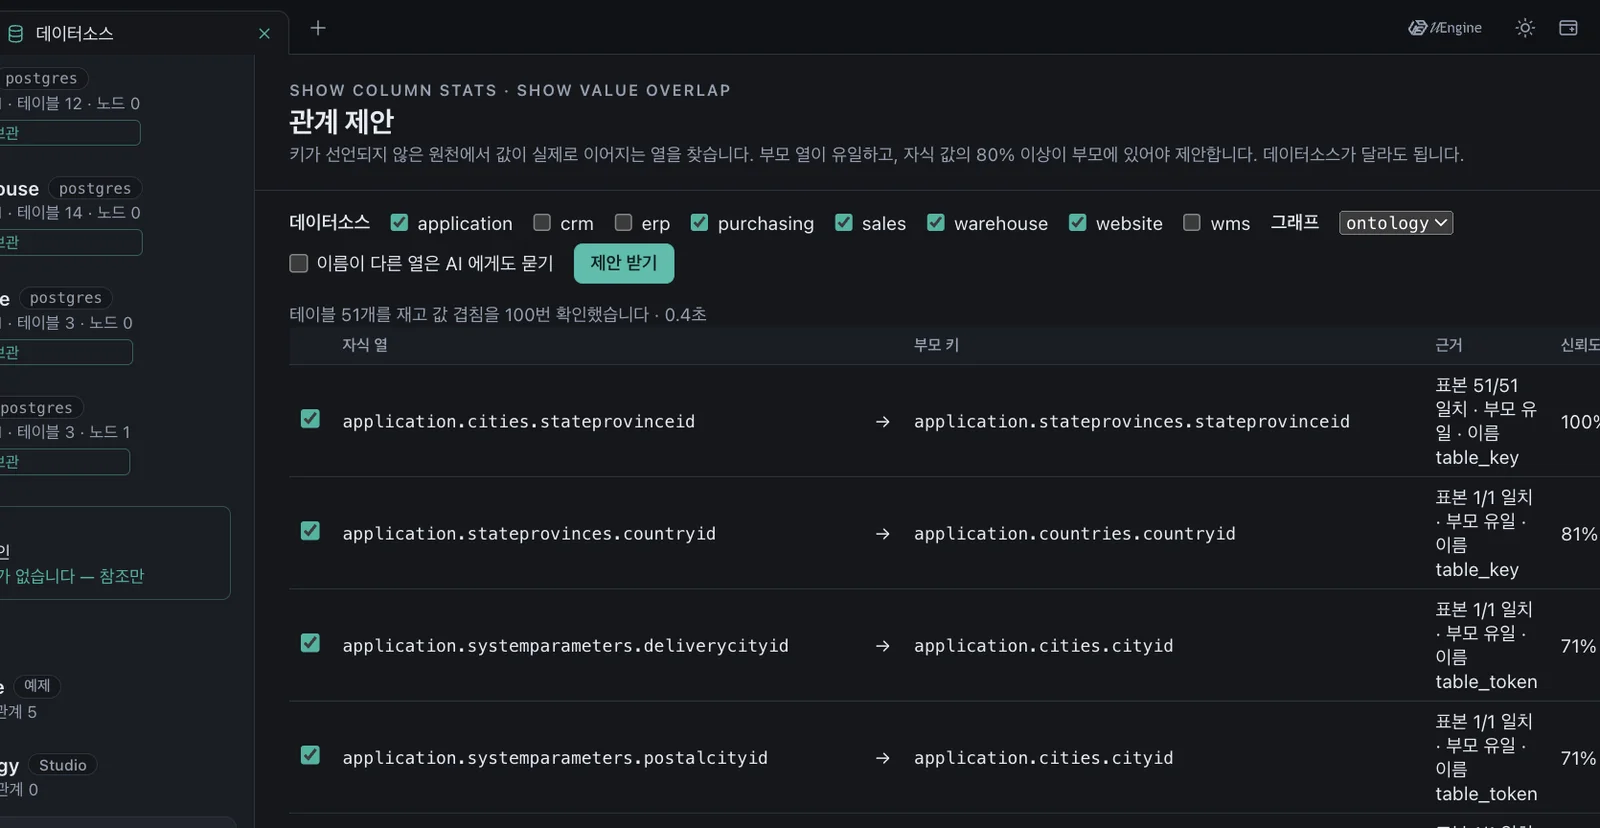 데이터소스
UEngine
postgres
· 테이블 12 · 노드 0
보관
ouse postgres
· 테이블 14 · 노드 0
보관
e postgres
· 테이블 3 · 노드 0
보관
postgres
· 테이블 3 · 노드 1
보관
인
가 없습니다 — 참조만
e 예제
관계 5
gy Studio
관계 0
SHOW COLUMN STATS · SHOW VALUE OVERLAP
관계 제안
키가 선언되지 않은 원천에서 값이 실제로 이어지는 열을 찾습니다. 부모 열이 유일하고, 자식 값의 80% 이상이 부모에 있어야 제안합니다. 데이터소스가 달라도 됩니다.
데이터소스 application crm erp purchasing sales warehouse website wms 그래프 ontology
이름이 다른 열은 AI 에게도 묻기 제안 받기
테이블 51개를 재고 값 겹침을 100번 확인했습니다 · 0.4초
자식 열 부모 키 근거 신뢰도
application.cities.stateprovinceid → application.stateprovinces.stateprovinceid 100%
표본 51/51
일치 · 부모 유
일 · 이름
table_key
application.stateprovinces.countryid → application.countries.countryid 81%
표본 1/1 일치
· 부모 유일 ·
이름
table_key
application.systemparameters.deliverycityid → application.cities.cityid 71%
표본 1/1 일치
· 부모 유일 ·
이름
table_token
application.systemparameters.postalcityid → application.cities.cityid 71%
표본 1/1 일치
· 부모 유일 ·
이름
table_token